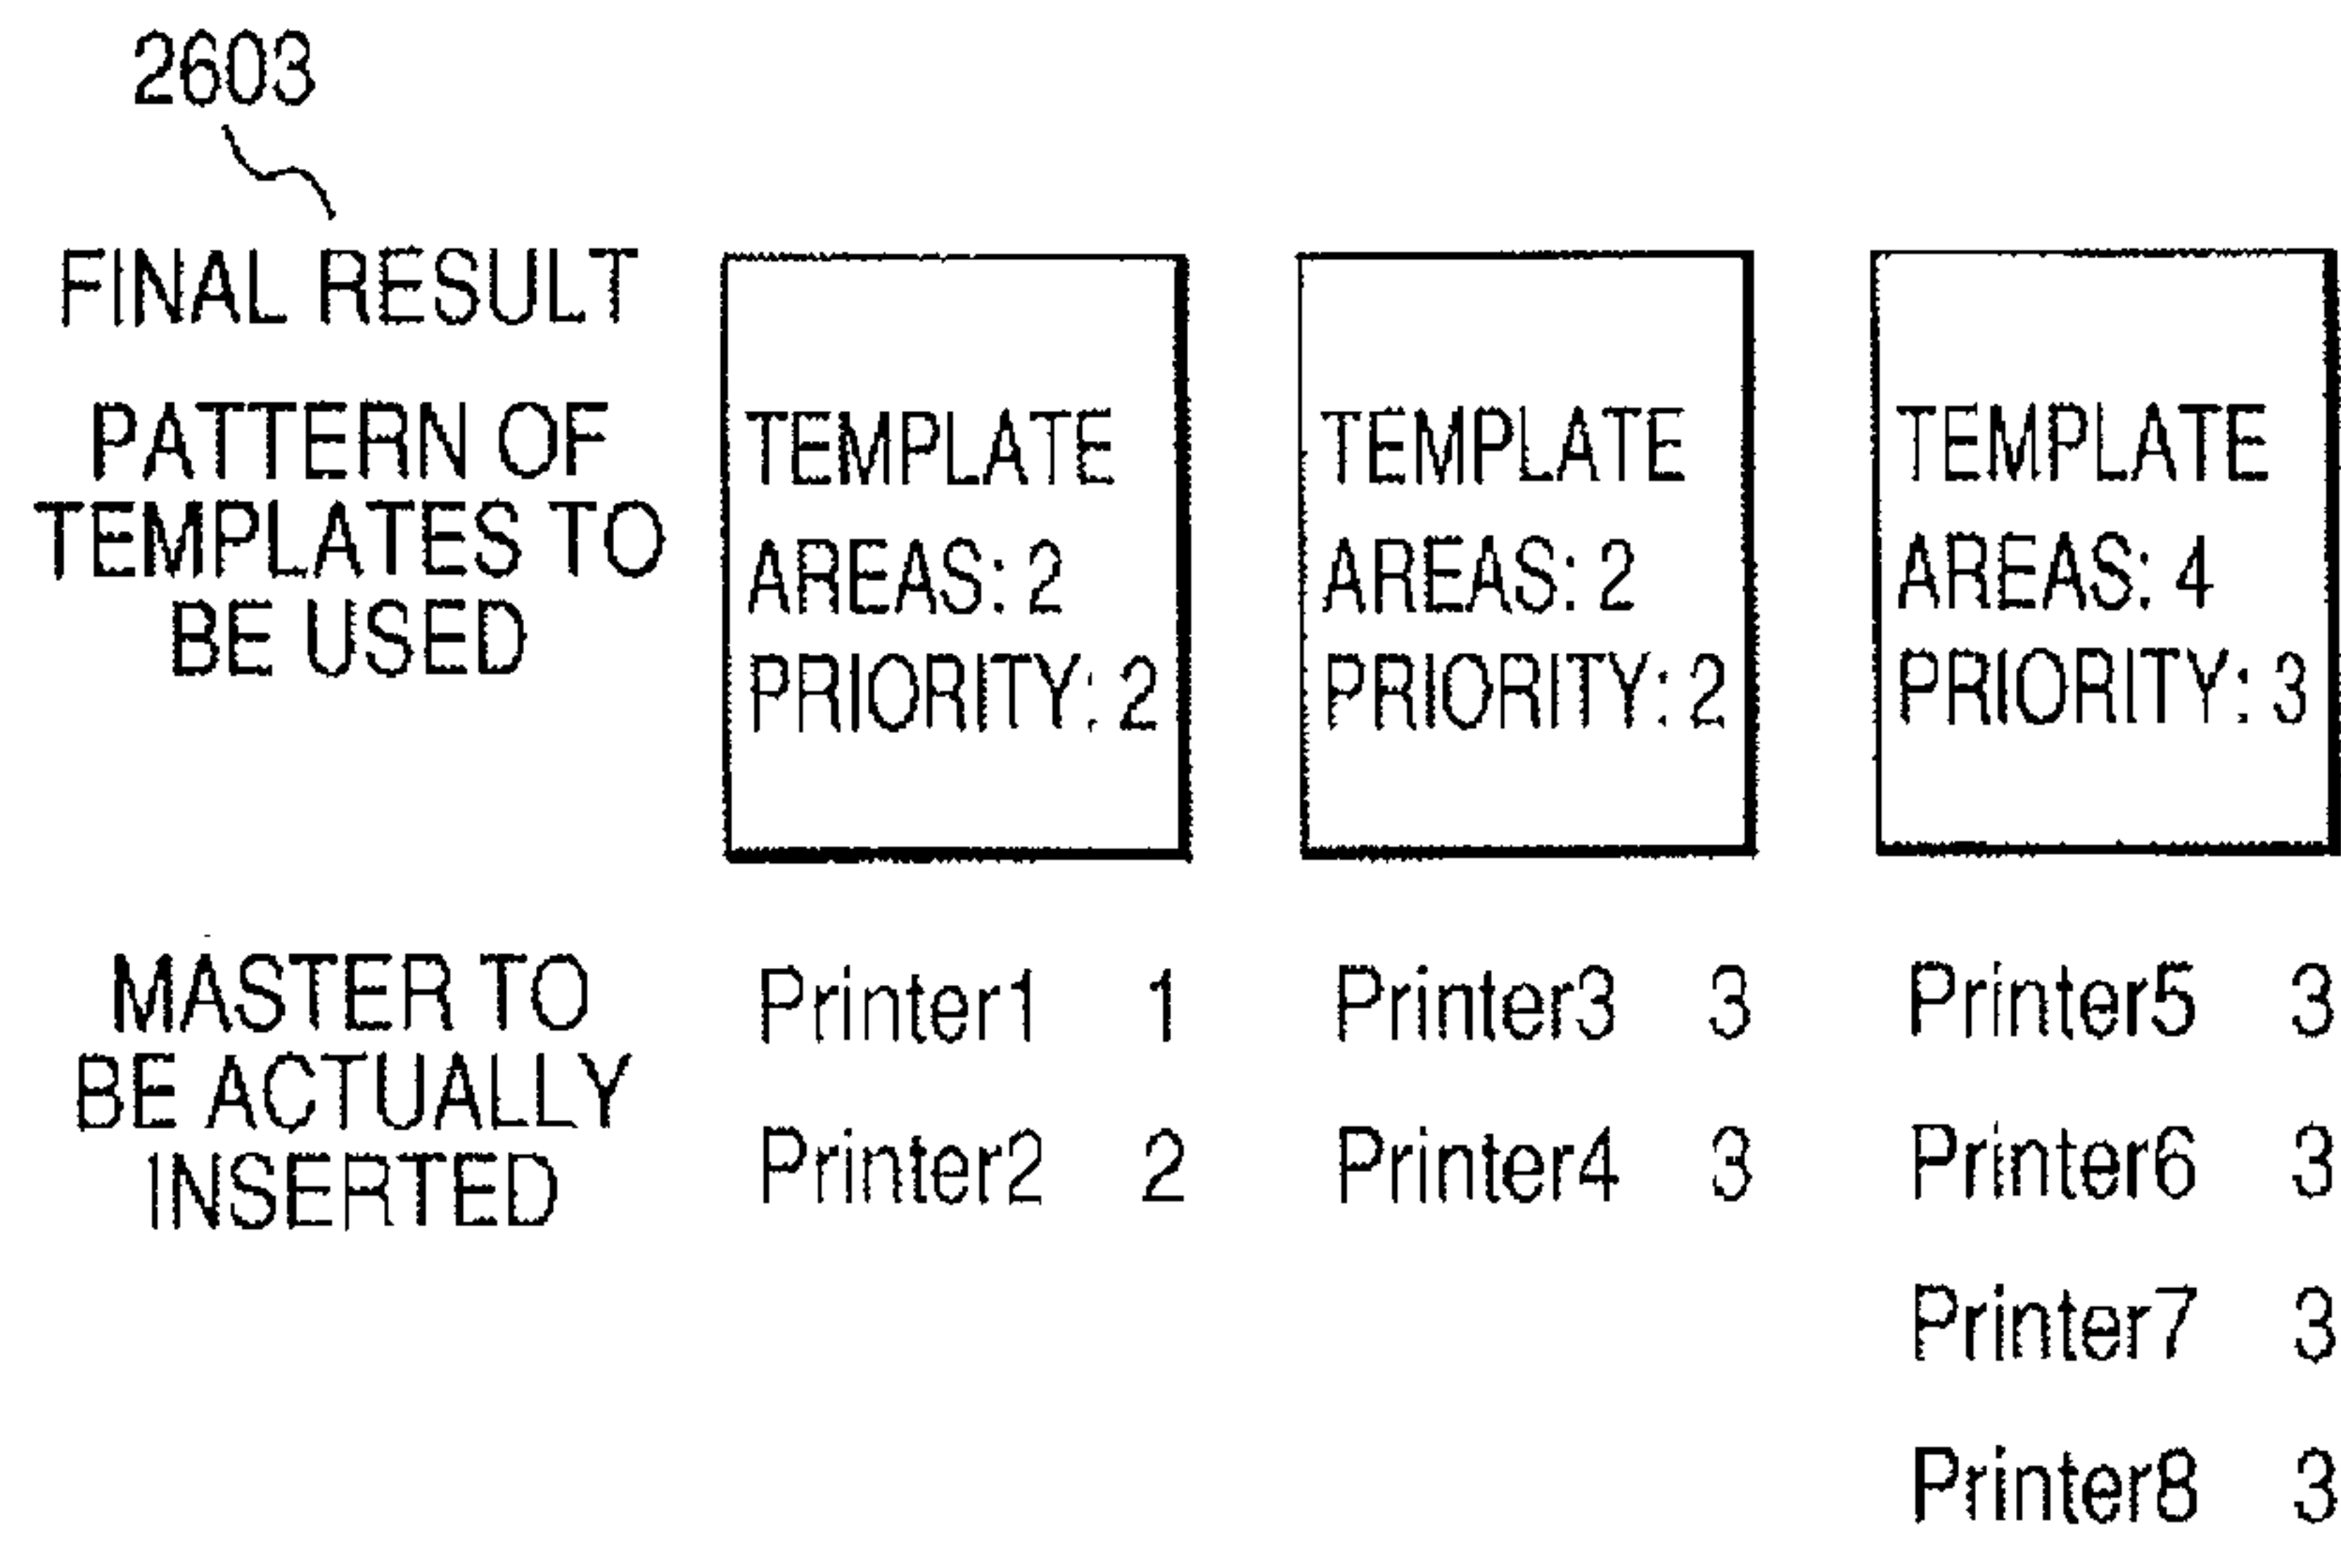 2603
FINAL RESULT
PATTERN OF
TEMPLATES TO
BE USED
TEMPLATE
AREAS: 2
PRIORITY: 2
TEMPLATE
AREAS: 2
PRIORITY: 2
TEMPLATE
AREAS: 4
PRIORITY: 3
MASTER TO
BE ACTUALLY
INSERTED
Printer1 1
Printer2 2
Printer3 3
Printer4 3
Printer5 3
Printer6 3
Printer7 3
Printer8 3